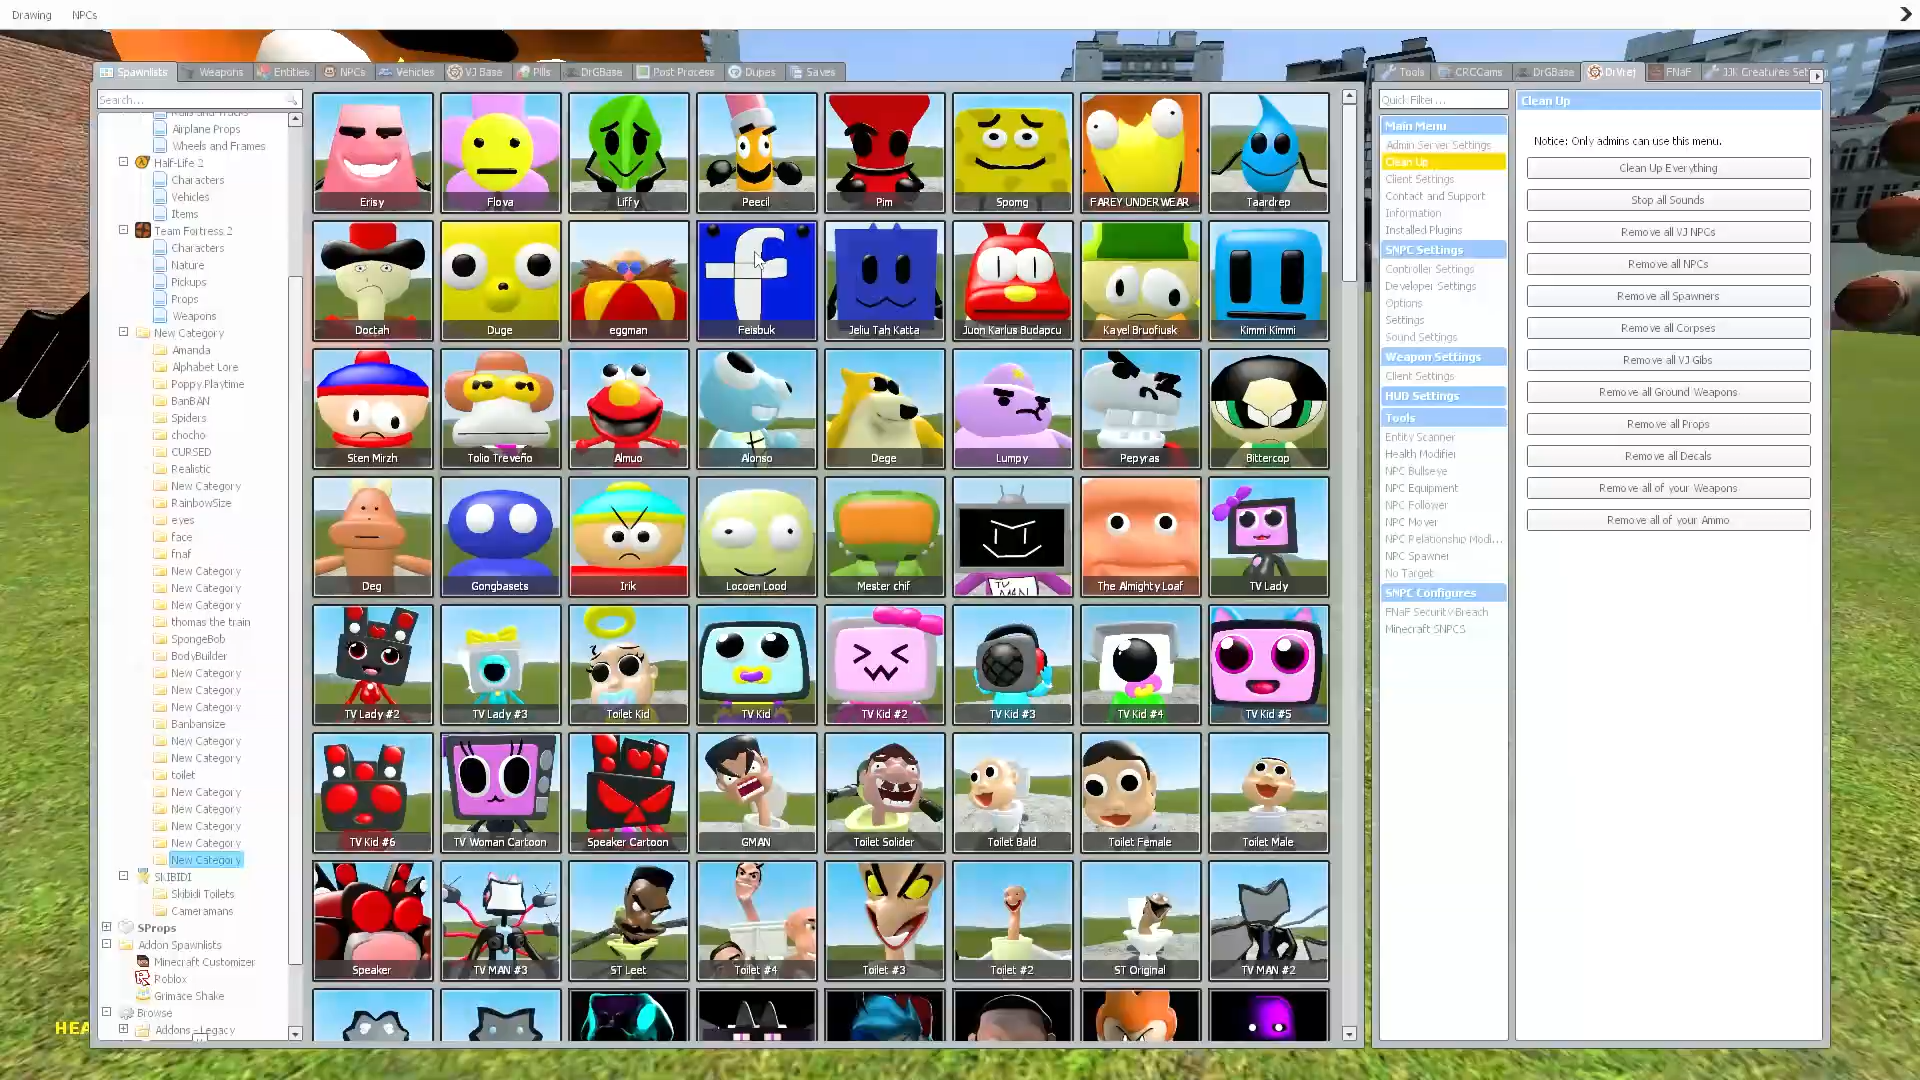 Drawing NPCs
Spawnlists Weapons Entities NPCs Vehicles VJ Base Pills DrGBase Post Process Dupes Saves
Tools CRCCams DrGBase DrVrej FNaF JJK Creatures Set
Search...
Airplane Props
Wheels and Frames
Half-Life 2
Characters
Vehicles
Items
Team Fortress 2
Characters
Nature
Pickups
Props
Weapons
New Category
Amanda
Alphabet Lore
Poppy Playtime
BanBAN
Spiders
chocho
CURSED
Realistic
New Category
RainbowSize
eyes
face
fnaf
New Category
New Category
New Category
thomas the train
SpongeBob
BodyBuilder
New Category
New Category
New Category
Banbansize
New Category
New Category
toilet
New Category
New Category
New Category
New Category
New Category
SKIBIDI
Skibidi Toilets
Cameramans
SProps
Addon Spawnlists
Minecraft Customizer
Roblox
Grimace Shake
Browse
Addons - Legacy
HEA
Erisy Flova Liffy Peecil Pim Spomg FAREY UNDERWEAR Taardrep
Doctah Duge eggman Feisbuk Jeliu Tah Katta Juon Karlus Budapcu Kayel Bruofiusk Kimmi Kimmi
Sten Mirzh Tolio Treveño Almuo Alonso Dege Lumpy Pepyras Bittercop
TV
MAN
Deg Gongbasets Irik Locoen Lood Mester chif The Almighty Loaf TV Lady
TV Lady #2 TV Lady #3 Toilet Kid TV Kid TV Kid #2 TV Kid #3 TV Kid #4 TV Kid #5
TV Kid #6 TV Woman Cartoon Speaker Cartoon GMAN Toilet Solider Toilet Bald Toilet Female Toilet Male
Speaker TV MAN #3 ST Leet Toilet #4 Toilet #3 Toilet #2 ST Original TV MAN #2
Quick Filter...
Main Menu
Admin Server Settings
Clean Up
Client Settings
Contact and Support
Information
Installed Plugins
SNPC Settings
Controller Settings
Developer Settings
Options
Settings
Sound Settings
Weapon Settings
Client Settings
HUD Settings
Tools
Entity Scanner
Health Modifier
NPC Bullseye
NPC Equipment
NPC Follower
NPC Mover
NPC Relationship Modi...
NPC Spawner
No Target
SNPC Configures
FNaF Security Breach
Minecraft SNPCS
Clean Up
Notice: Only admins can use this menu.
Clean Up Everything
Stop all Sounds
Remove all VJ NPCs
Remove all NPCs
Remove all Spawners
Remove all Corpses
Remove all VJ Gibs
Remove all Ground Weapons
Remove all Props
Remove all Decals
Remove all of your Weapons
Remove all of your Ammo